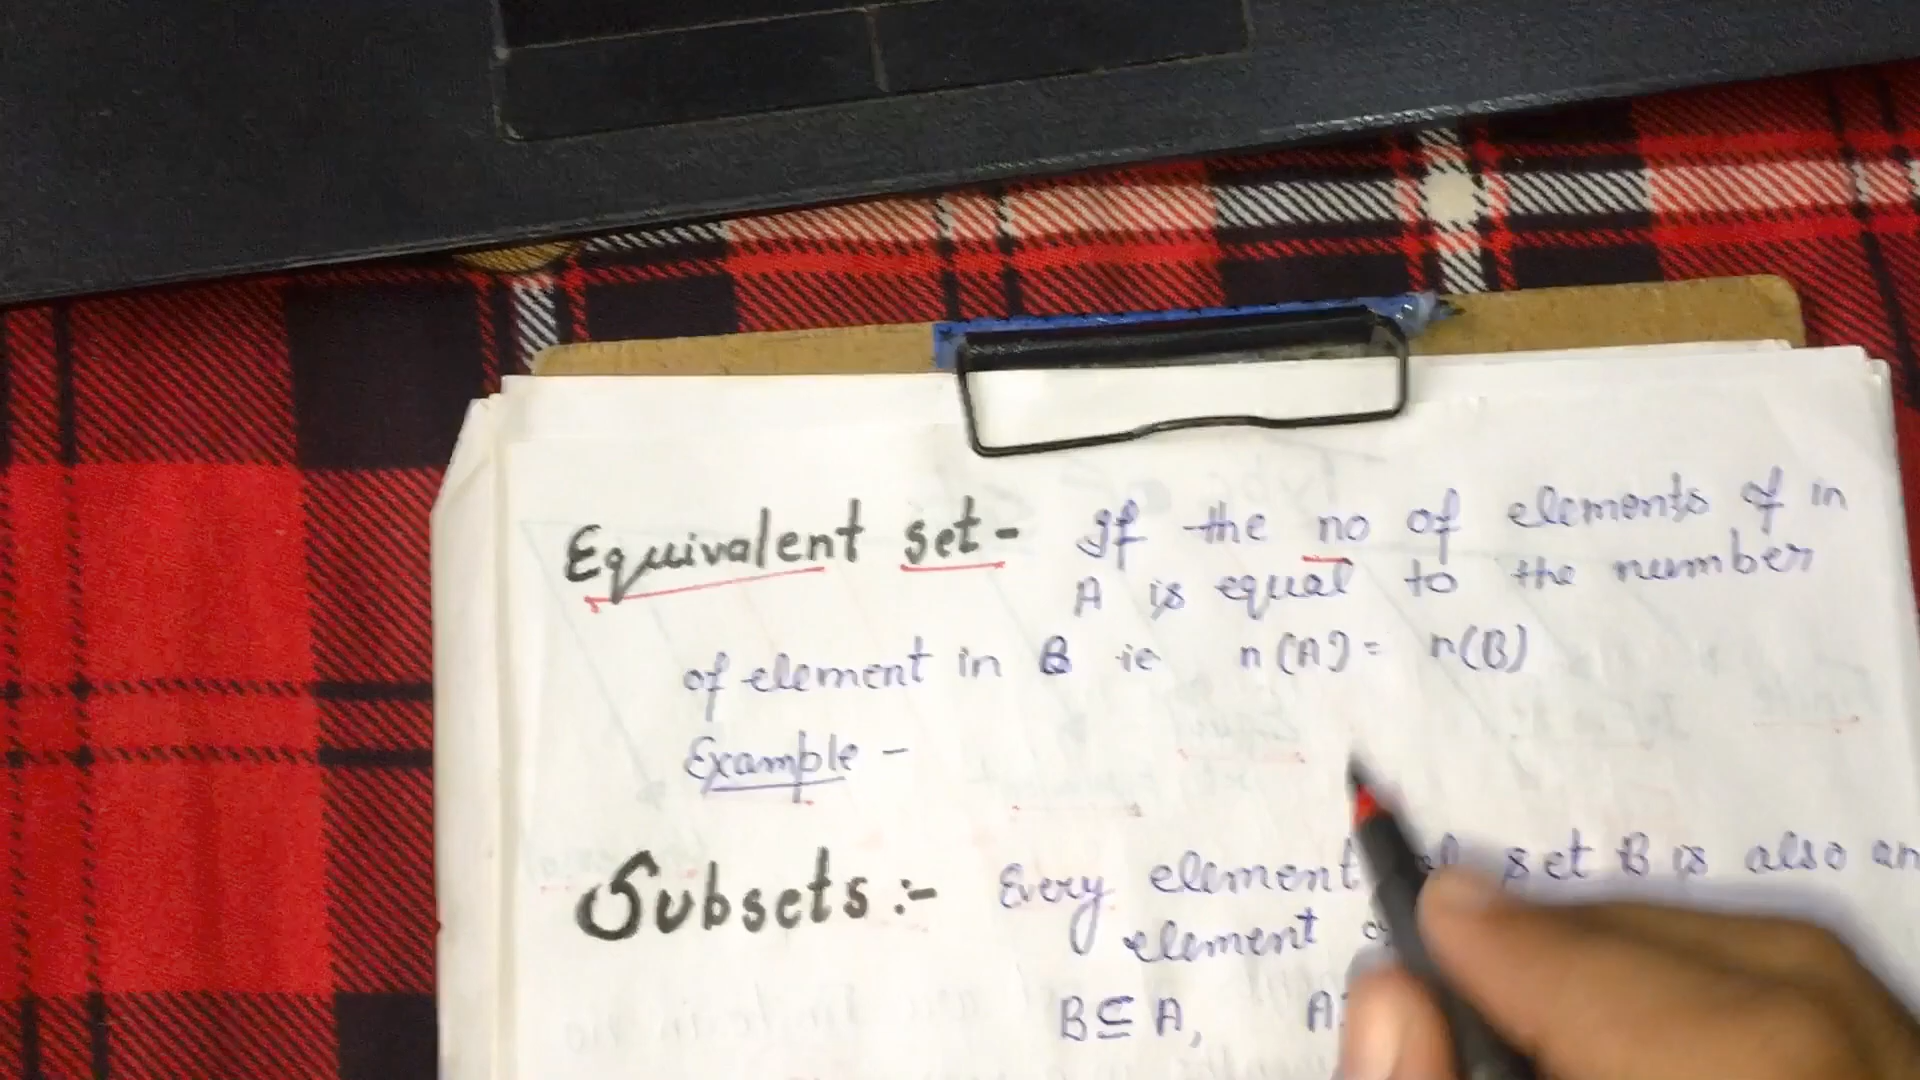 Equivalent set- If the no of elements of in
A is equal to the number
of element in B ie n(A) = n(B)
Example -
Subsets :- Every element set B is also an
element
B ⊆ A, A